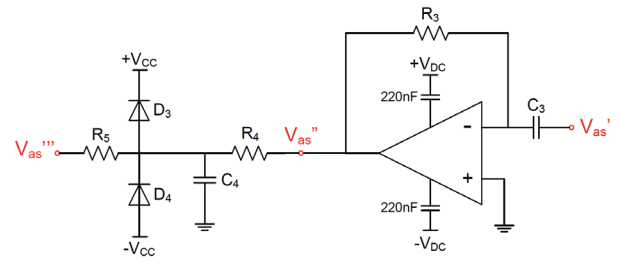 R3
+VCC
+VDC
D3
220nF
C3
Vas'''
R5
R4
Vas''
-
Vas'
D4
C4
+
220nF
-VCC
-VDC